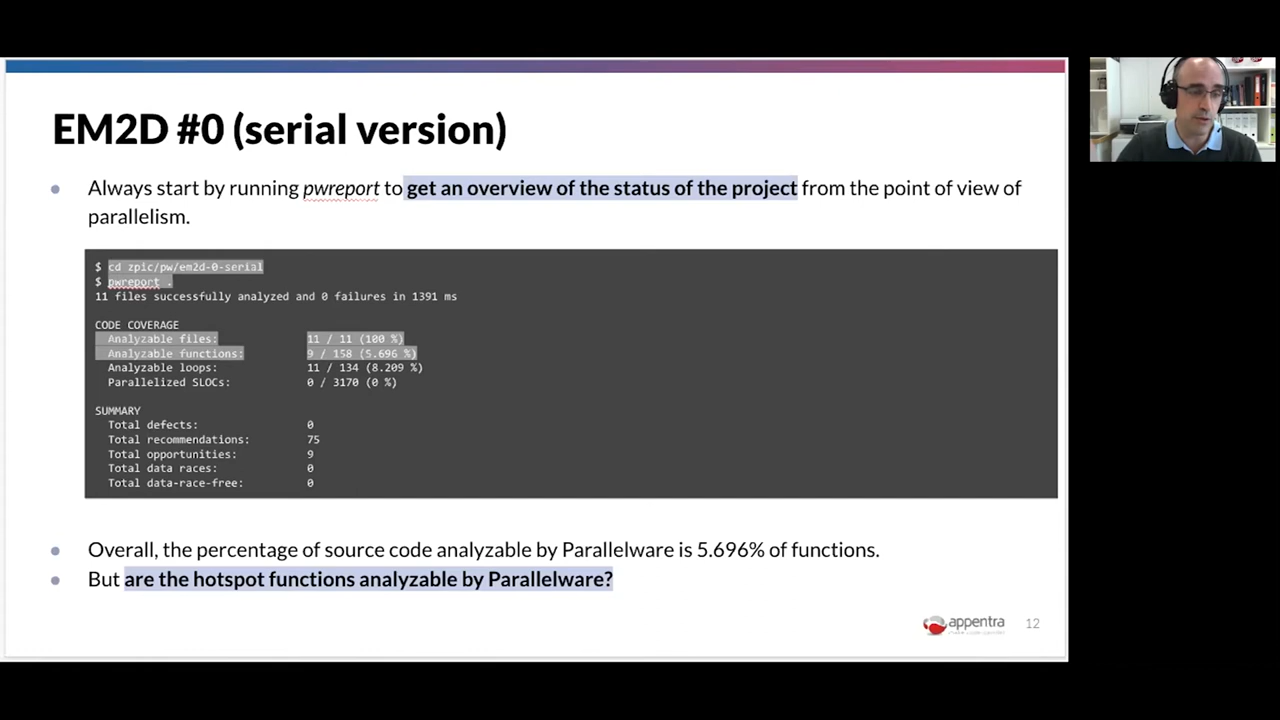 EM2D #0 (serial version)
Always start by running pwreport to get an overview of the status of the project from the point of view of
parallelism.
$ cd zpic/pw/em2d-0-serial
$ pwreport .
11 files successfully analyzed and 0 failures in 1391 ms
CODE COVERAGE
Analyzable files: 11 / 11 (100 %)
Analyzable functions: 9 / 158 (5.696 %)
Analyzable loops: 11 / 134 (8.209 %)
Parallelized SLOCs: 0 / 3170 (0 %)
SUMMARY
Total defects: 0
Total recommendations: 75
Total opportunities: 9
Total data races: 0
Total data-race-free: 0
Overall, the percentage of source code analyzable by Parallelware is 5.696% of functions.
But are the hotspot functions analyzable by Parallelware?
appentra
12